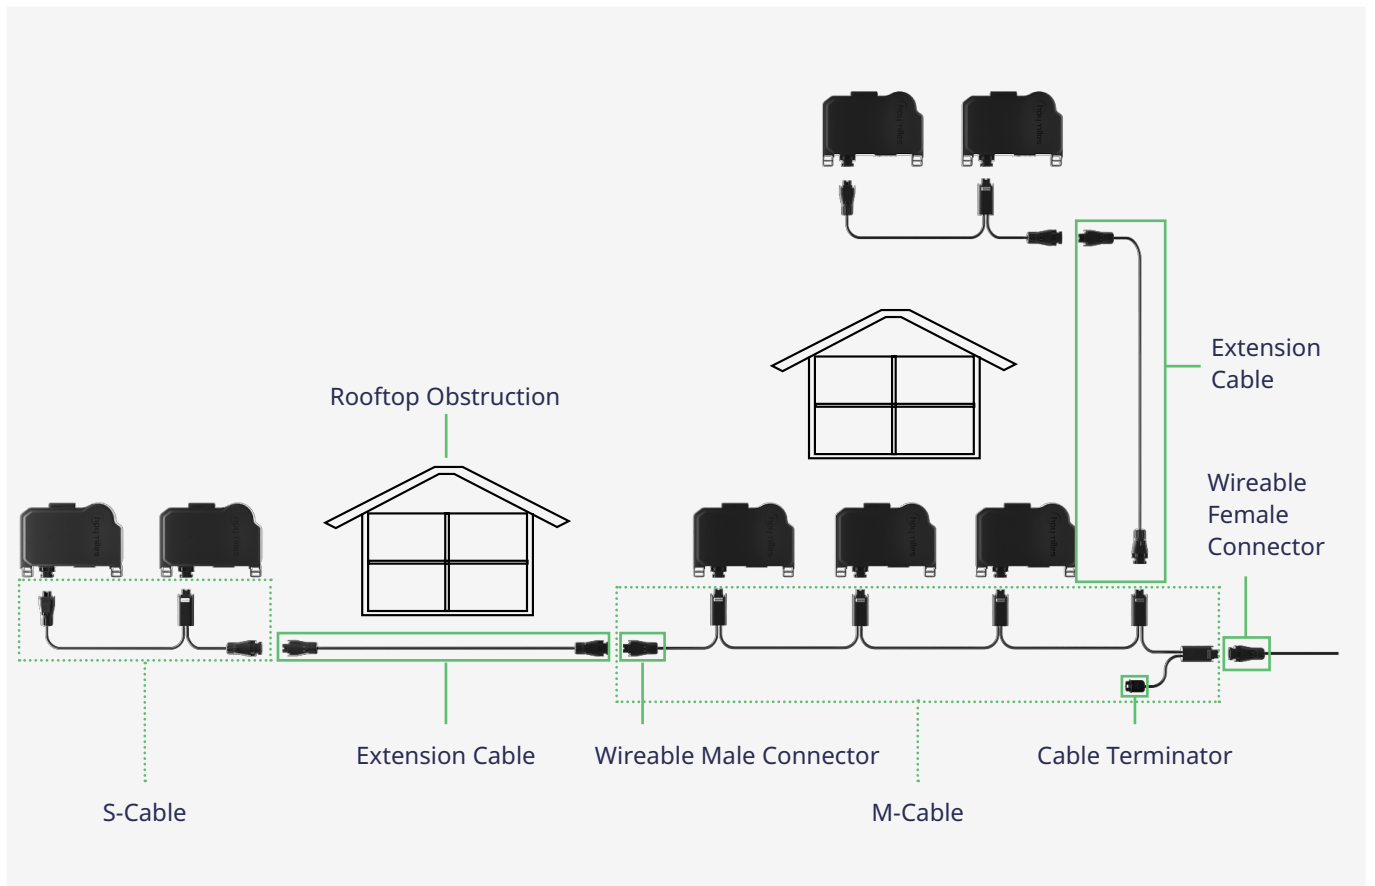 Extension
Cable
Rooftop Obstruction
Wireable
Female
Connector
Extension Cable
Wireable Male Connector
Cable Terminator
S-Cable
M-Cable